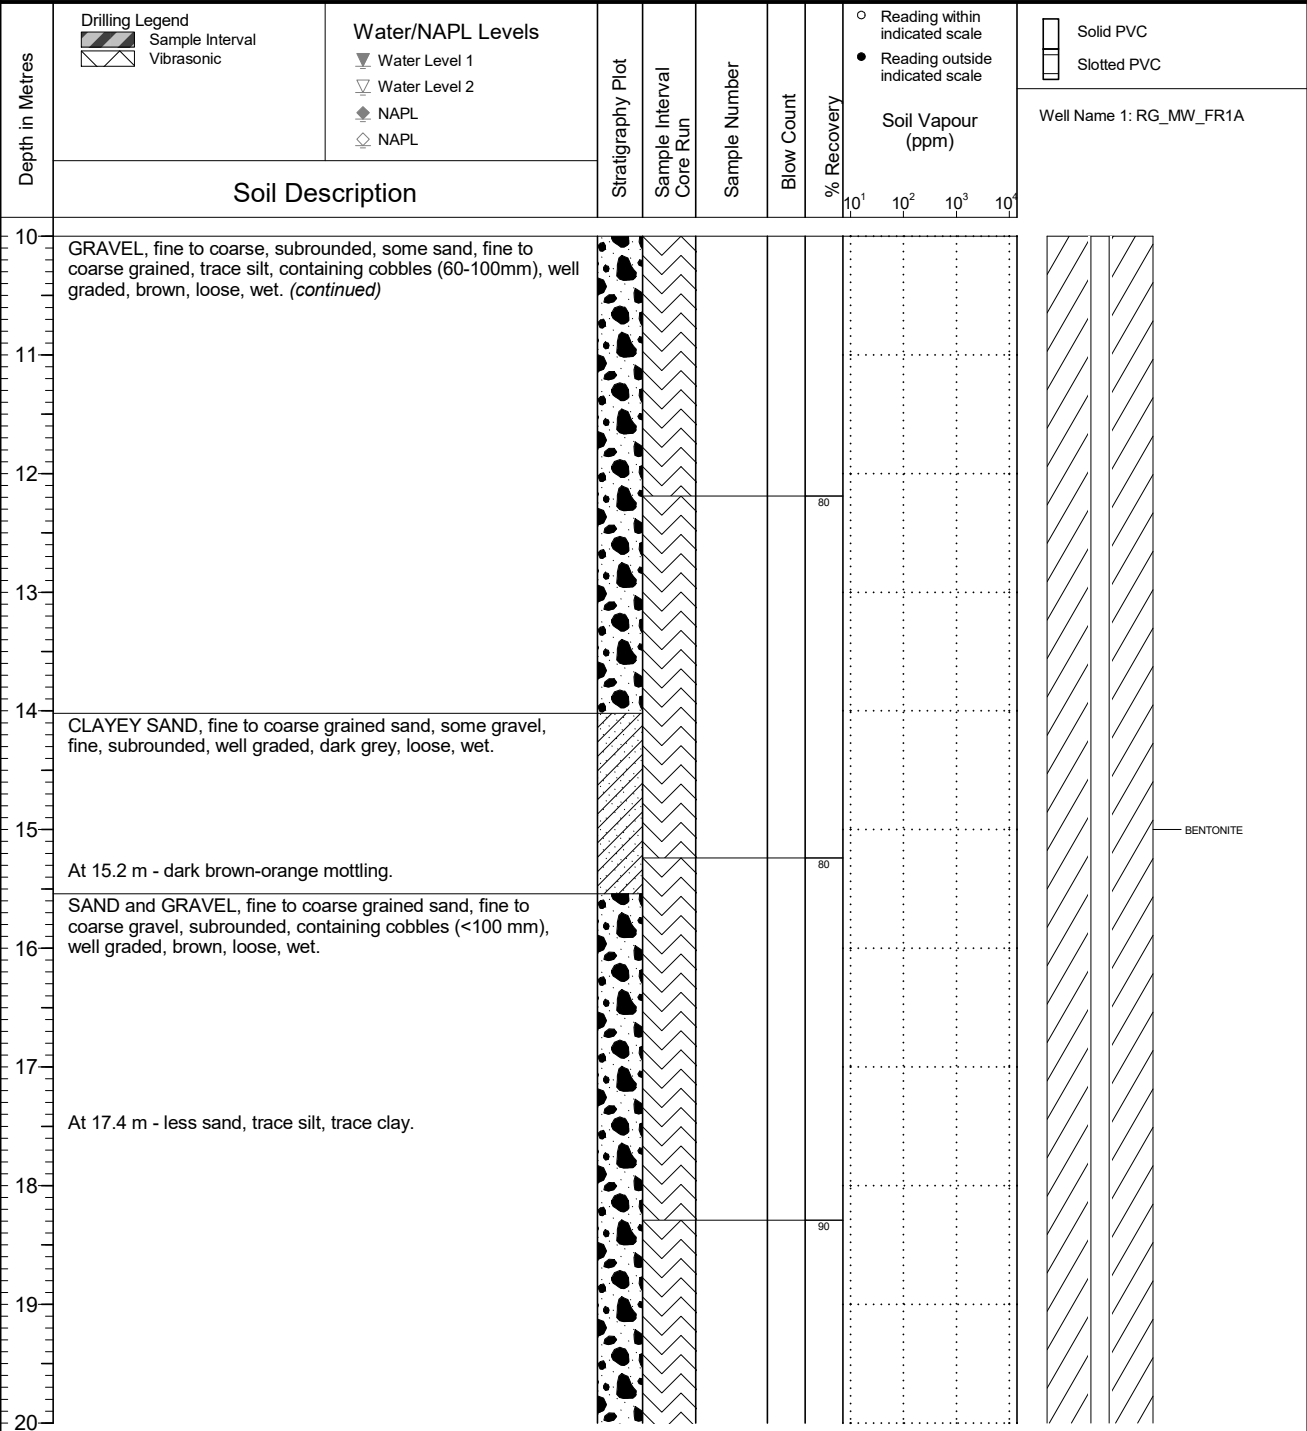 Drilling Legend
Sample Interval
Vibrasonic
Water/NAPL Levels
Water Level 1
Water Level 2
NAPL
NAPL
Depth in Metres
Soil Description
Stratigraphy Plot
Sample Interval
Core Run
Sample Number
Blow Count
% Recovery
Reading within
indicated scale
Reading outside
indicated scale
Soil Vapour
(ppm)
10¹ 10² 10³ 10⁴
Solid PVC
Slotted PVC
Well Name 1: RG_MW_FR1A
10
GRAVEL, fine to coarse, subrounded, some sand, fine to
coarse grained, trace silt, containing cobbles (60-100mm), well
graded, brown, loose, wet. (continued)
11
12
80
13
14
CLAYEY SAND, fine to coarse grained sand, some gravel,
fine, subrounded, well graded, dark grey, loose, wet.
15
BENTONITE
80
At 15.2 m - dark brown-orange mottling.
SAND and GRAVEL, fine to coarse grained sand, fine to
coarse gravel, subrounded, containing cobbles (<100 mm),
well graded, brown, loose, wet.
16
17
At 17.4 m - less sand, trace silt, trace clay.
18
90
19
20